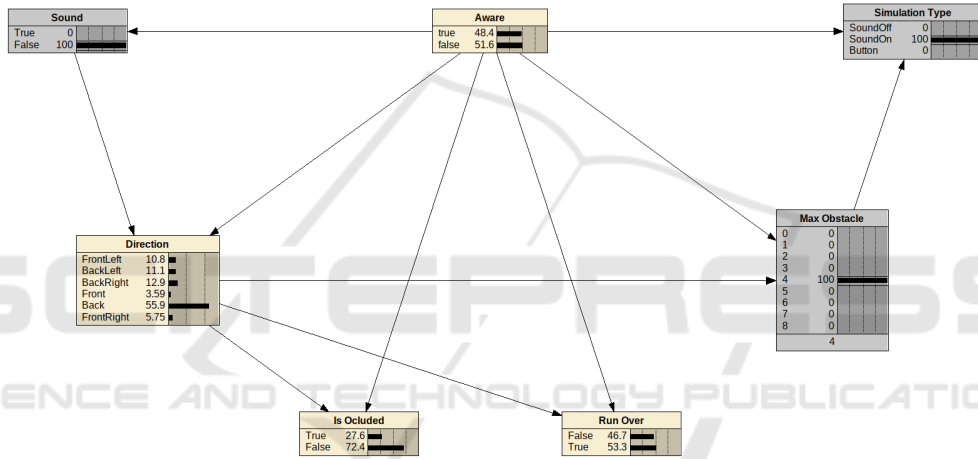 Sound
True 0
False 100
Aware
true 48.4
false 51.6
Simulation Type
SoundOff 0
SoundOn 100
Button 0
Direction
FrontLeft 10.8
BackLeft 11.1
BackRight 12.9
Front 3.59
Back 55.9
FrontRight 5.75
Max Obstacle
0 0
1 0
2 0
3 0
4 100
5 0
6 0
7 0
8 0
4
Is Ocluded
True 27.6
False 72.4
Run Over
False 46.7
True 53.3
ENCE AND TECHNOLOGY PUBLICATIO